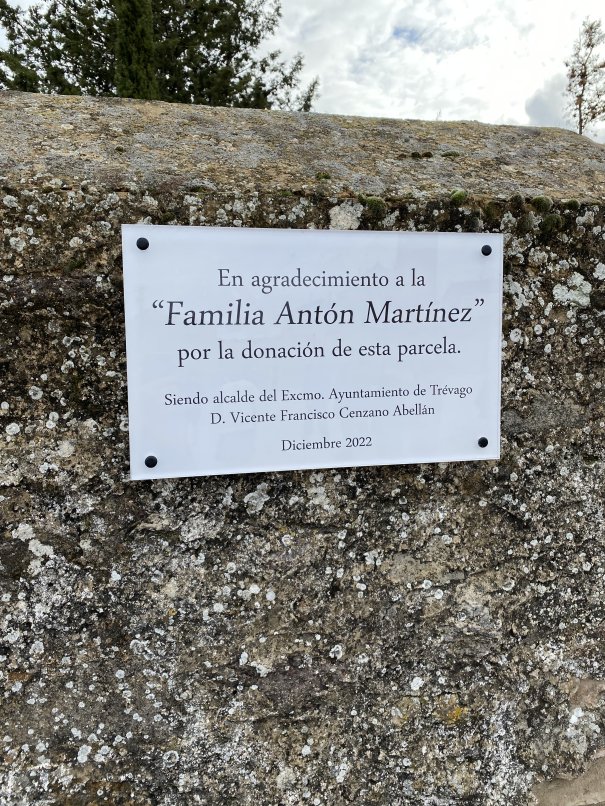 En agradecimiento a la
“Familia Antón Martínez”
por la donación de esta parcela.
Siendo alcalde del Excmo. Ayuntamiento de Trévago
D. Vicente Francisco Cenzano Abellán
Diciembre 2022